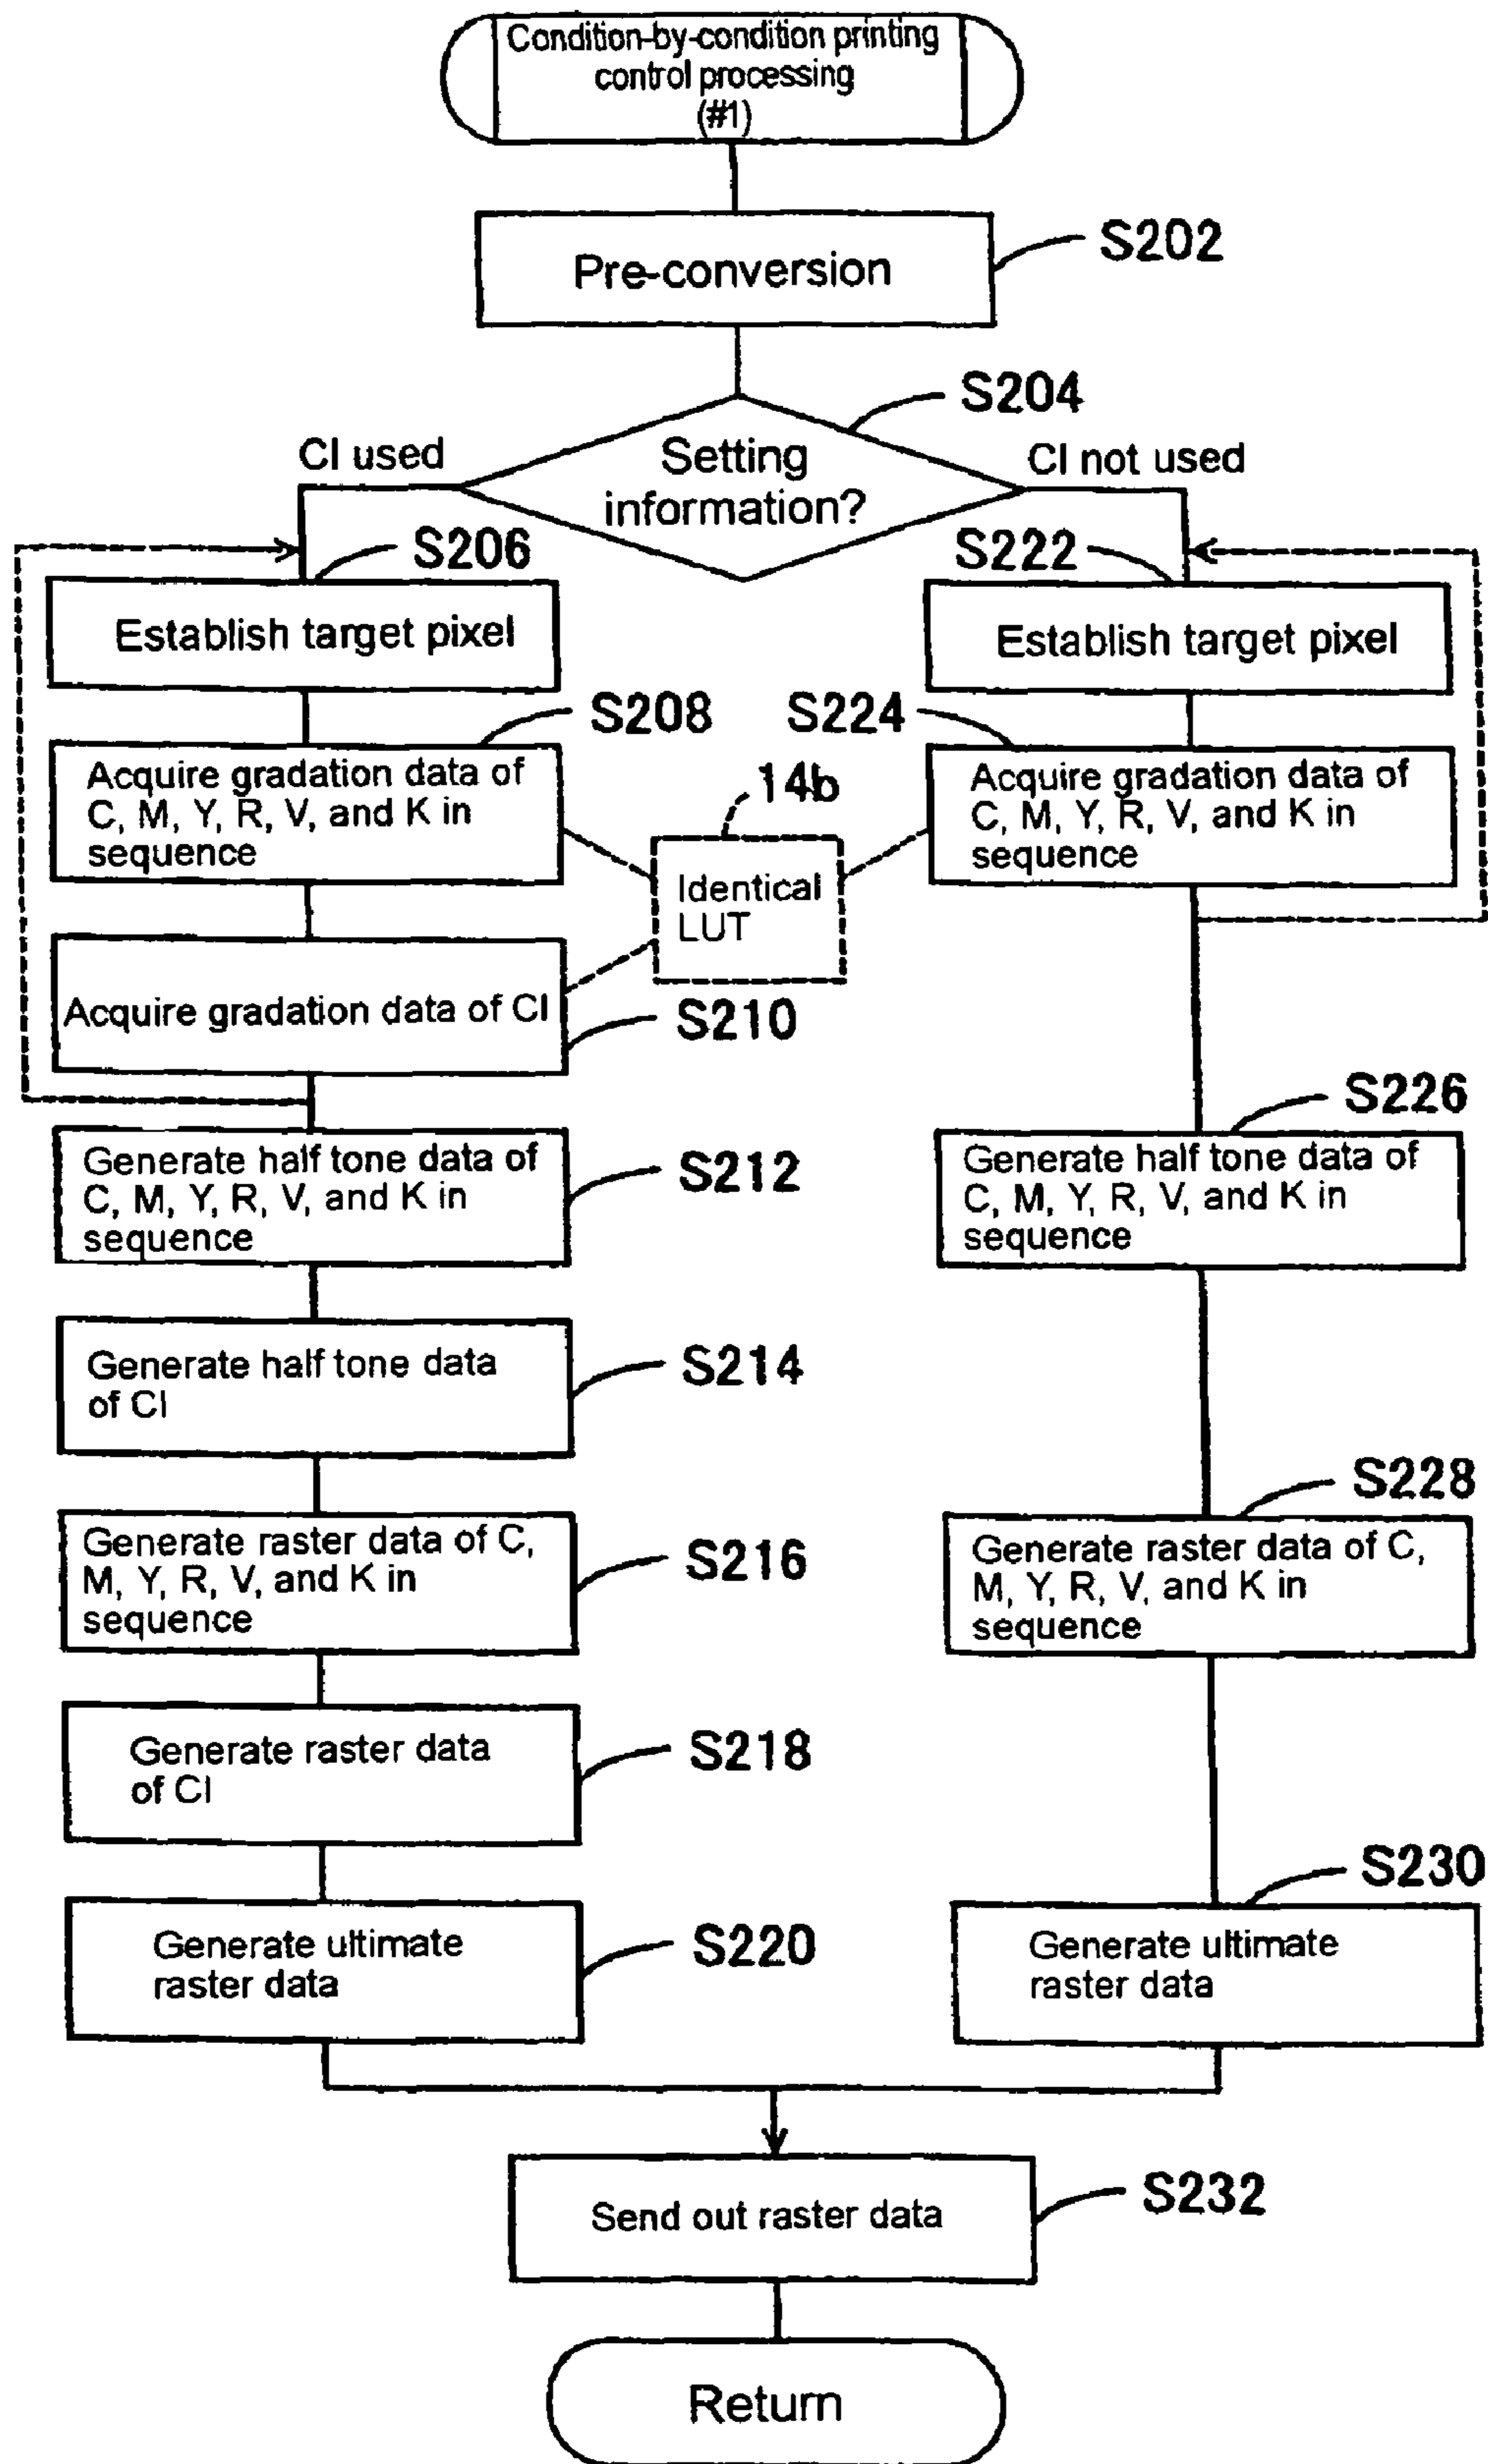 Condition-by-condition printing
control processing
(#1)
Pre-conversion
S202
S204
Setting
information?
CI used
CI not used
S206
Establish target pixel
S222
Establish target pixel
S208
Acquire gradation data of
C, M, Y, R, V, and K in
sequence
S224
Acquire gradation data of
C, M, Y, R, V, and K in
sequence
14b
Identical
LUT
Acquire gradation data of CI
S210
Generate half tone data of
C, M, Y, R, V, and K in
sequence
S212
S226
Generate half tone data of
C, M, Y, R, V, and K in
sequence
Generate half tone data
of CI
S214
Generate raster data of C,
M, Y, R, V, and K in
sequence
S216
S228
Generate raster data of C,
M, Y, R, V, and K in
sequence
Generate raster data
of CI
S218
Generate ultimate
raster data
S220
S230
Generate ultimate
raster data
Send out raster data
S232
Return